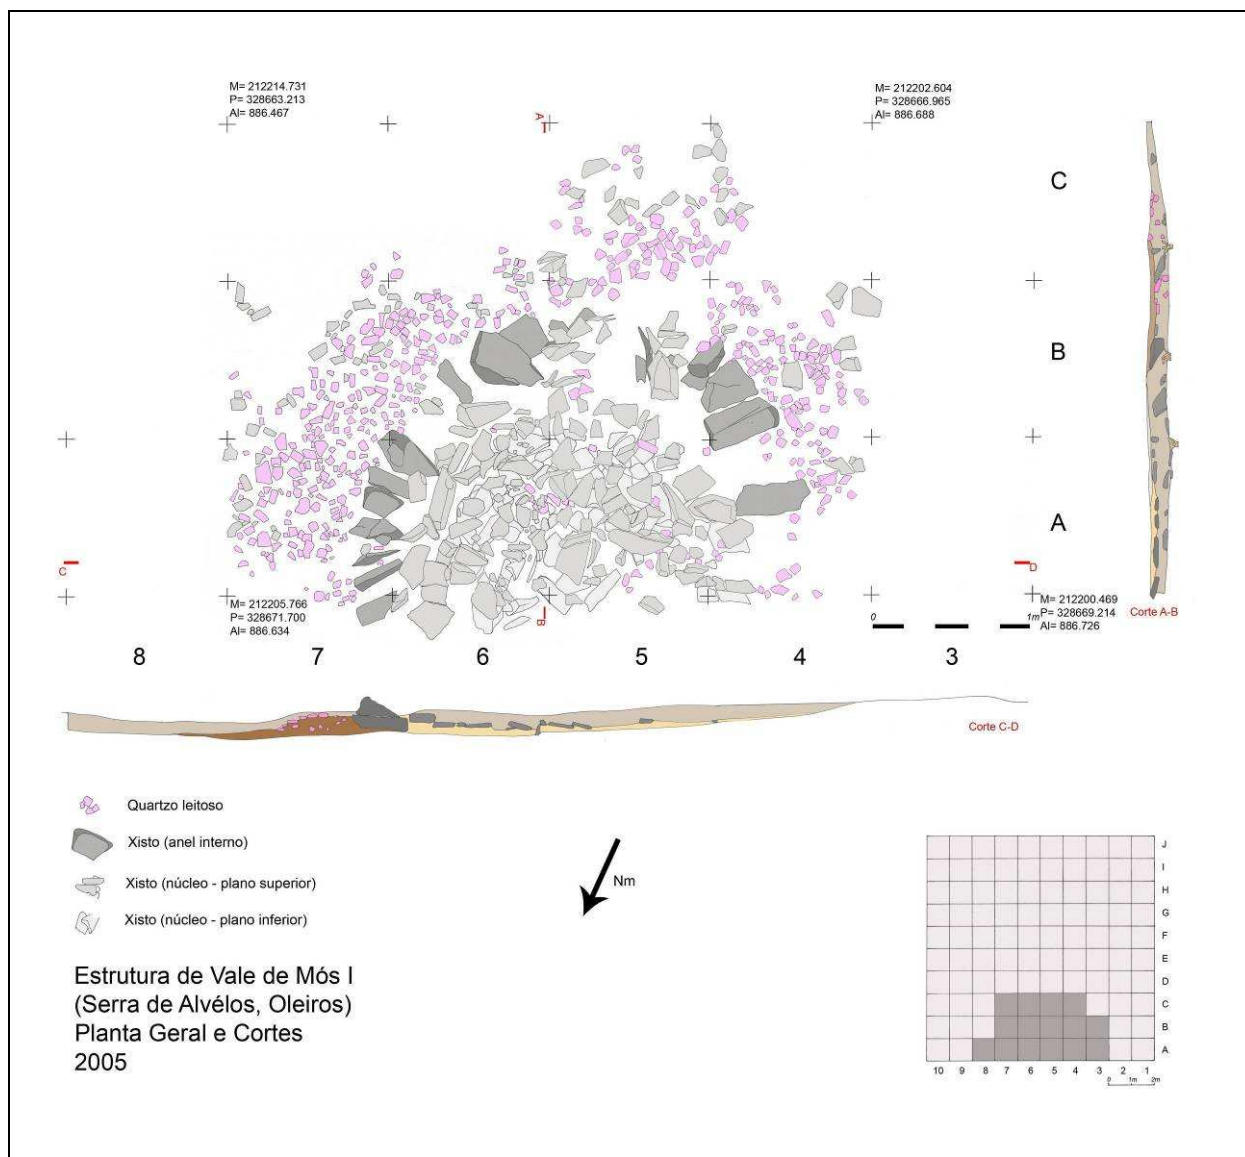 M= 212214.731
P= 328663.213
Al= 886.467
A
M= 212202.604
P= 328666.965
Al= 886.688
C
B
A
C
D
M= 212205.766
P= 328671.700
Al= 886.634
B
0 1m
M= 212200.469
P= 328669.214
Al= 886.726
Corte A-B
8 7 6 5 4 3
Corte C-D
Quartzo leitoso
Xisto (anel interno)
Xisto (núcleo - plano superior)
Xisto (núcleo - plano inferior)
Nm
Estrutura de Vale de Mós I
(Serra de Alvélos, Oleiros)
Planta Geral e Cortes
2005
J
I
H
G
F
E
D
C
B
A
10 9 8 7 6 5 4 3 2 1
0 1m 2m